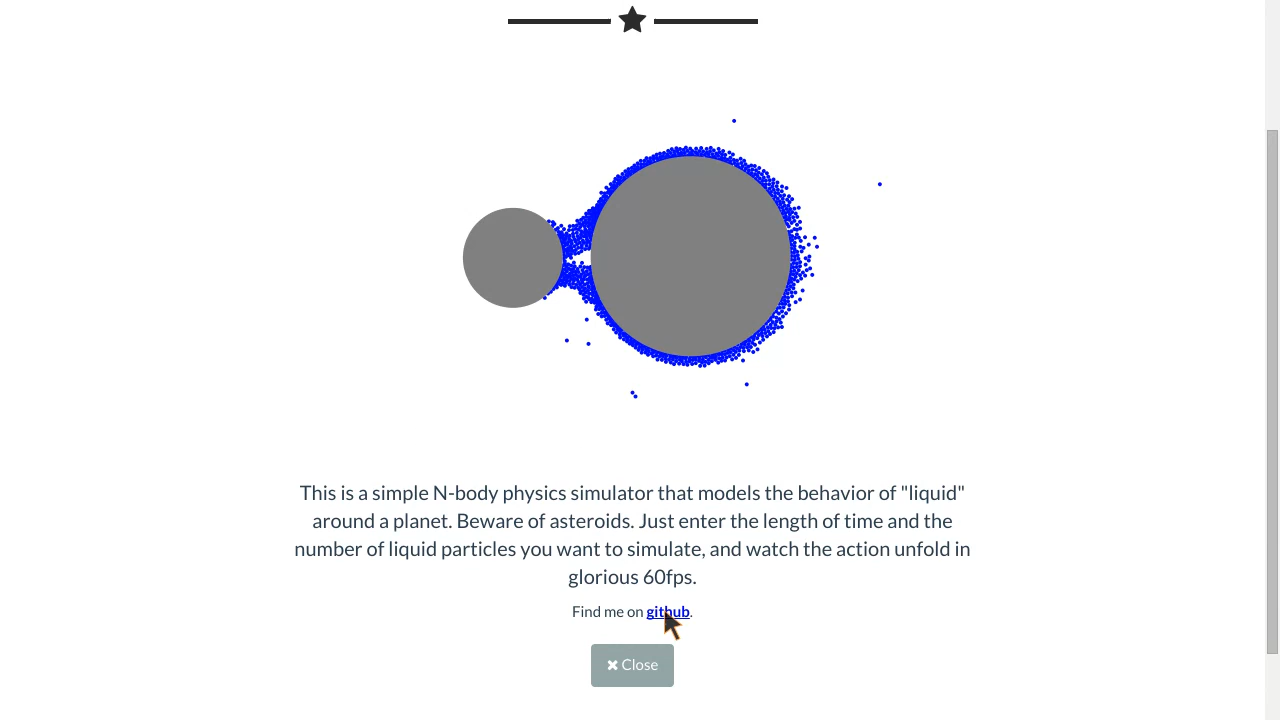 This is a simple N-body physics simulator that models the behavior of "liquid"
around a planet. Beware of asteroids. Just enter the length of time and the
number of liquid particles you want to simulate, and watch the action unfold in
glorious 60fps.
Find me on github.
Close